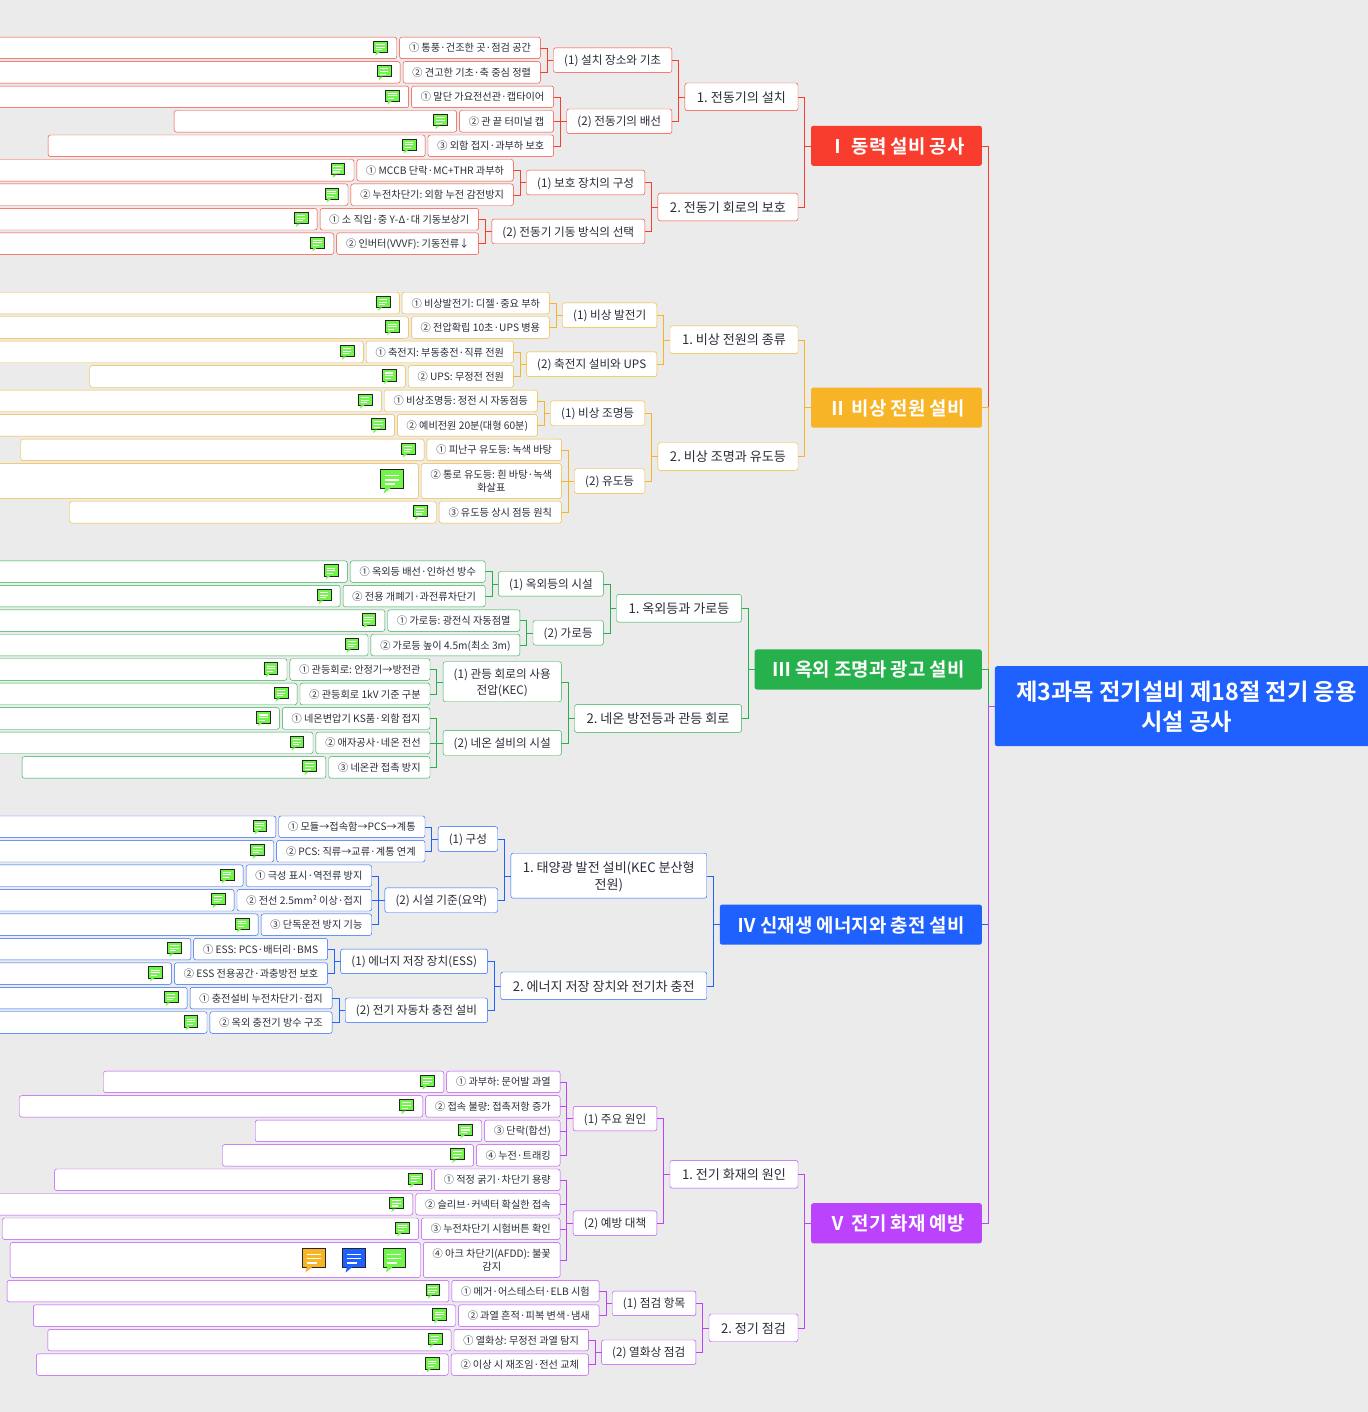 제3과목 전기설비 제18절 전기 응용
시설 공사
Ⅰ 동력 설비 공사
1. 전동기의 설치
(1) 설치 장소와 기초
① 통풍·건조한 곳·점검 공간
② 견고한 기초·축 중심 정렬
(2) 전동기의 배선
① 말단 가요전선관·캡타이어
② 관 끝 터미널 캡
③ 외함 접지·과부하 보호
2. 전동기 회로의 보호
(1) 보호 장치의 구성
① MCCB 단락·MC+THR 과부하
② 누전차단기: 외함 누전 감전방지
(2) 전동기 기동 방식의 선택
① 소 직입·중 Y-Δ·대 기동보상기
② 인버터(VVVF): 기동전류↓
Ⅱ 비상 전원 설비
1. 비상 전원의 종류
(1) 비상 발전기
① 비상발전기: 디젤·중요 부하
② 전압확립 10초·UPS 병용
(2) 축전지 설비와 UPS
① 축전지: 부동충전·직류 전원
② UPS: 무정전 전원
2. 비상 조명과 유도등
(1) 비상 조명등
① 비상조명등: 정전 시 자동점등
② 예비전원 20분(대형 60분)
(2) 유도등
① 피난구 유도등: 녹색 바탕
② 통로 유도등: 흰 바탕·녹색
화살표
③ 유도등 상시 점등 원칙
Ⅲ 옥외 조명과 광고 설비
1. 옥외등과 가로등
(1) 옥외등의 시설
① 옥외등 배선·인하선 방수
② 전용 개폐기·과전류차단기
(2) 가로등
① 가로등: 광전식 자동점멸
② 가로등 높이 4.5m(최소 3m)
2. 네온 방전등과 관등 회로
(1) 관등 회로의 사용
전압(KEC)
① 관등회로: 안정기→방전관
② 관등회로 1kV 기준 구분
(2) 네온 설비의 시설
① 네온변압기 KS품·외함 접지
② 애자공사·네온 전선
③ 네온관 접촉 방지
Ⅳ 신재생 에너지와 충전 설비
1. 태양광 발전 설비(KEC 분산형
전원)
(1) 구성
① 모듈→접속함→PCS→계통
② PCS: 직류→교류·계통 연계
(2) 시설 기준(요약)
① 극성 표시·역전류 방지
② 전선 2.5mm² 이상·접지
③ 단독운전 방지 기능
2. 에너지 저장 장치와 전기차 충전
(1) 에너지 저장 장치(ESS)
① ESS: PCS·배터리·BMS
② ESS 전용공간·과충방전 보호
(2) 전기 자동차 충전 설비
① 충전설비 누전차단기·접지
② 옥외 충전기 방수 구조
Ⅴ 전기 화재 예방
1. 전기 화재의 원인
(1) 주요 원인
① 과부하: 문어발 과열
② 접속 불량: 접촉저항 증가
③ 단락(합선)
④ 누전·트래킹
(2) 예방 대책
① 적정 굵기·차단기 용량
② 슬리브·커넥터 확실한 접속
③ 누전차단기 시험버튼 확인
④ 아크 차단기(AFDD): 불꽃
감지
2. 정기 점검
(1) 점검 항목
① 메거·어스테스터·ELB 시험
② 과열 흔적·피복 변색·냄새
(2) 열화상 점검
① 열화상: 무정전 과열 탐지
② 이상 시 재조임·전선 교체